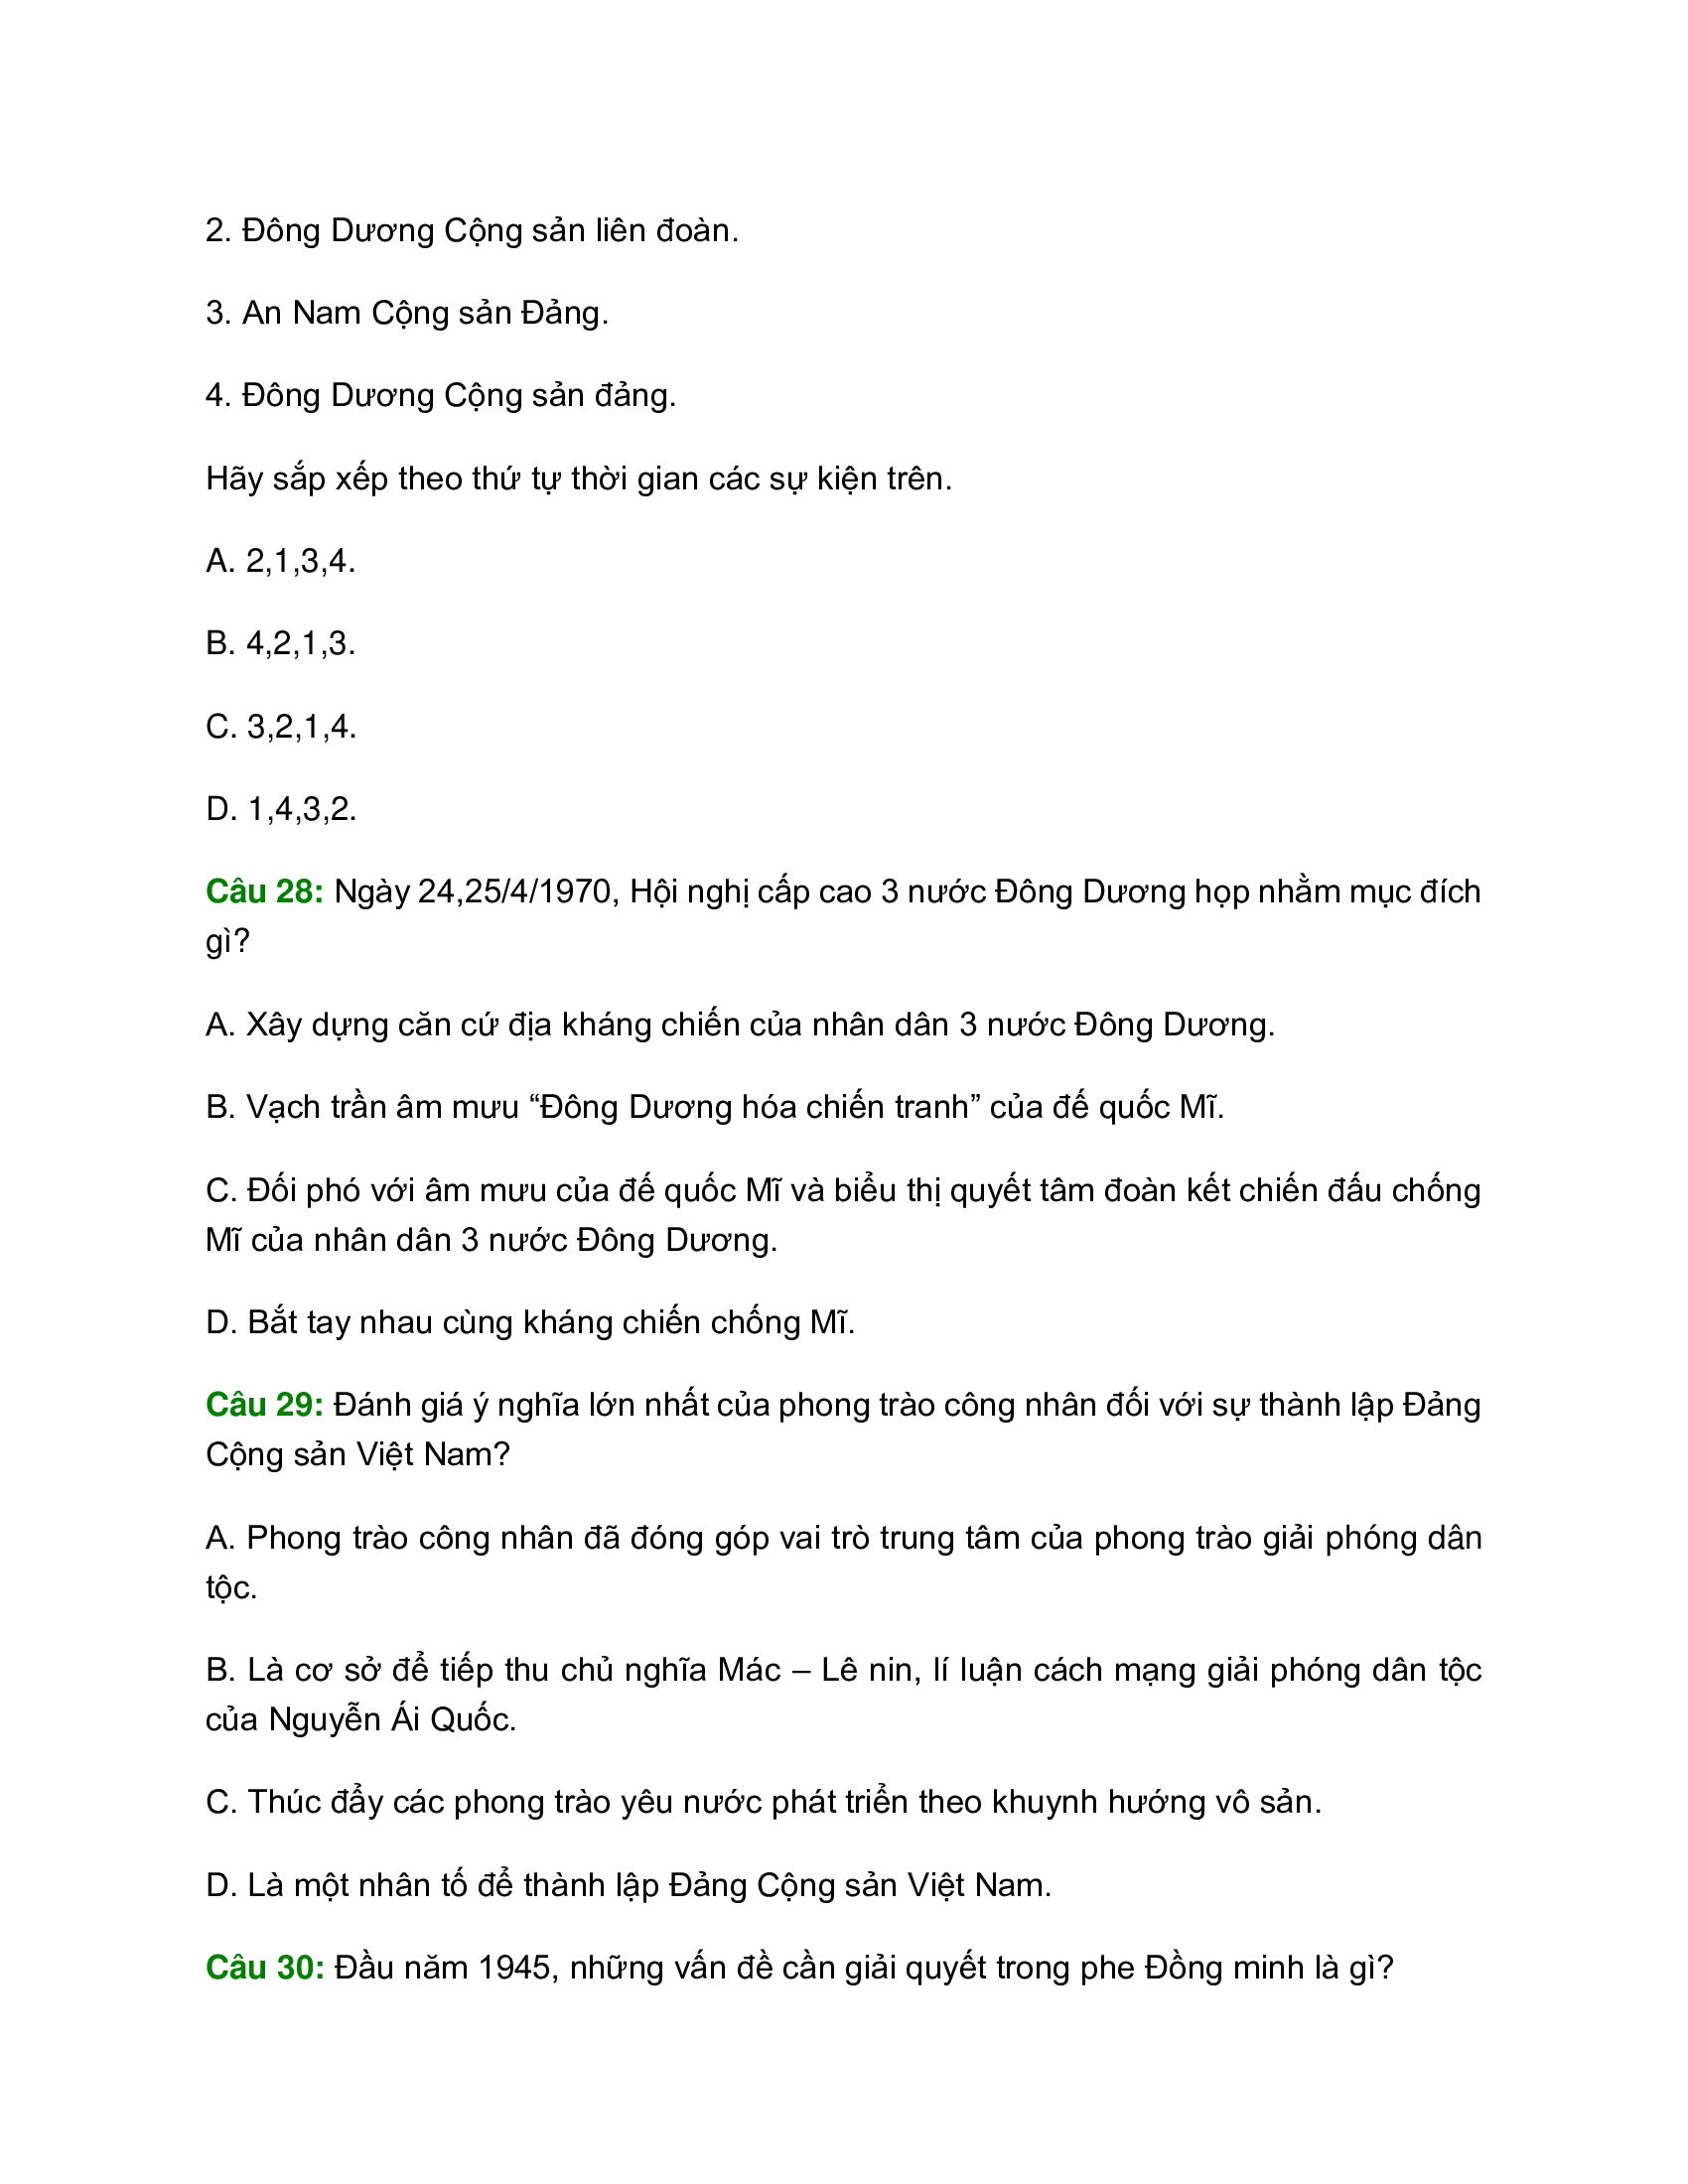 2. Đông Dương Cộng sản liên đoàn.
3. An Nam Cộng sản Đảng.
4. Đông Dương Cộng sản đảng.
Hãy sắp xếp theo thứ tự thời gian các sự kiện trên.
A. 2,1,3,4.
B. 4,2,1,3.
C. 3,2,1,4.
D. 1,4,3,2.
Câu 28: Ngày 24,25/4/1970, Hội nghị cấp cao 3 nước Đông Dương họp nhằm mục đích
gì?
A. Xây dựng căn cứ địa kháng chiến của nhân dân 3 nước Đông Dương.
B. Vạch trần âm mưu “Đông Dương hóa chiến tranh” của đế quốc Mĩ.
C. Đối phó với âm mưu của đế quốc Mĩ và biểu thị quyết tâm đoàn kết chiến đấu chống
Mĩ của nhân dân 3 nước Đông Dương.
D. Bắt tay nhau cùng kháng chiến chống Mĩ.
Câu 29: Đánh giá ý nghĩa lớn nhất của phong trào công nhân đối với sự thành lập Đảng
Cộng sản Việt Nam?
A. Phong trào công nhân đã đóng góp vai trò trung tâm của phong trào giải phóng dân
tộc.
B. Là cơ sở để tiếp thu chủ nghĩa Mác – Lê nin, lí luận cách mạng giải phóng dân tộc
của Nguyễn Ái Quốc.
C. Thúc đẩy các phong trào yêu nước phát triển theo khuynh hướng vô sản.
D. Là một nhân tố để thành lập Đảng Cộng sản Việt Nam.
Câu 30: Đầu năm 1945, những vấn đề cần giải quyết trong phe Đồng minh là gì?